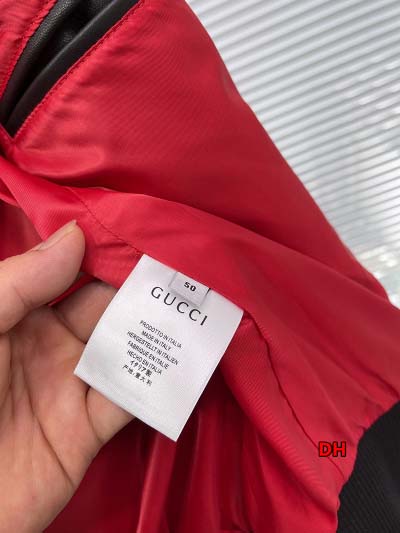 50
GUCCI
PRODOTTO IN ITALIA
MADE IN ITALY
HERGESTELLT IN ITALIEN
FABRIQUÉ EN ITALIE
HECHO EN ITALIA
イタリア製
产地:意大利
DH